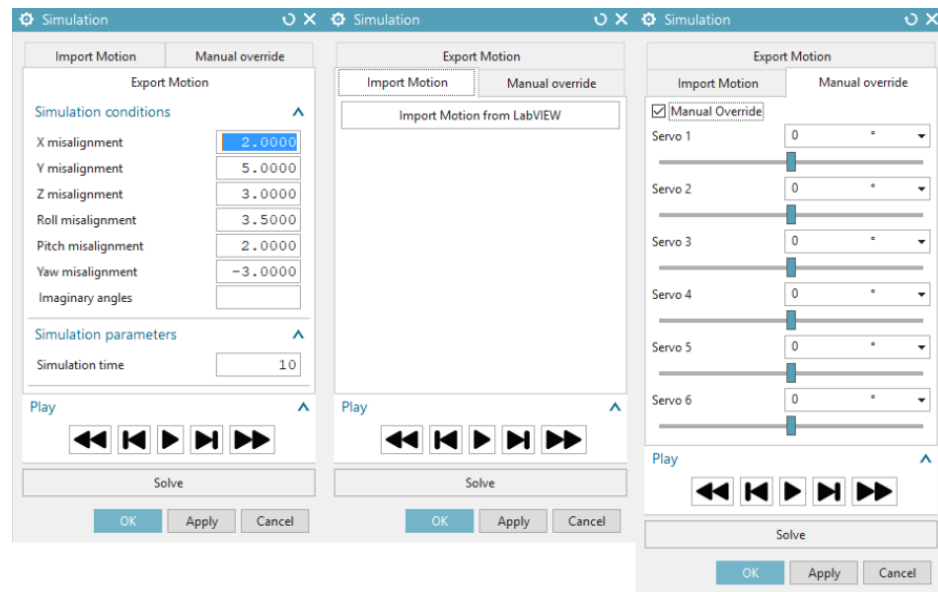 Simulation
Import Motion Manual override
Export Motion
Simulation conditions
X misalignment 2.0000
Y misalignment 5.0000
Z misalignment 3.0000
Roll misalignment 3.5000
Pitch misalignment 2.0000
Yaw misalignment -3.0000
Imaginary angles
Simulation parameters
Simulation time 10
Play
Solve
OK Apply Cancel
Simulation
Export Motion
Import Motion Manual override
Import Motion from LabVIEW
Play
Solve
OK Apply Cancel
Simulation
Export Motion
Import Motion Manual override
Manual Override
Servo 1 0 °
Servo 2 0 °
Servo 3 0 °
Servo 4 0 °
Servo 5 0 °
Servo 6 0 °
Play
Solve
OK Apply Cancel